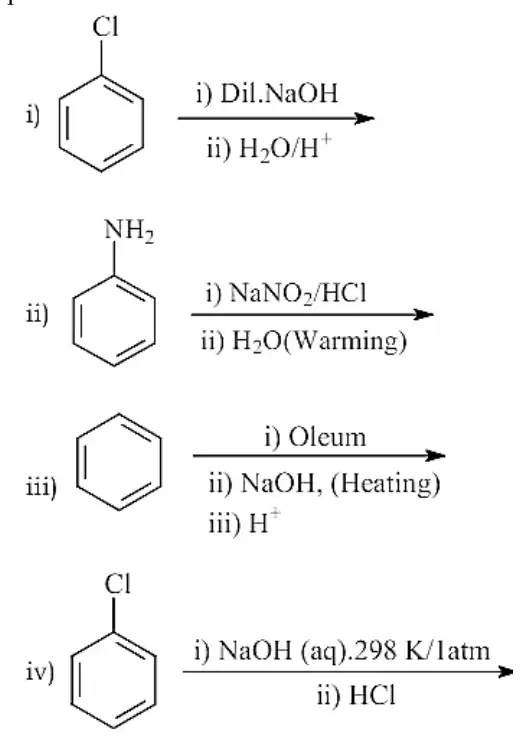 Cl
i)
i) Dil.NaOH
ii) H₂O/H⁺
NH₂
ii)
i) NaNO₂/HCl
ii) H₂O(Warming)
iii)
i) Oleum
ii) NaOH, (Heating)
iii) H⁺
Cl
iv)
i) NaOH (aq).298 K/1atm
ii) HCl